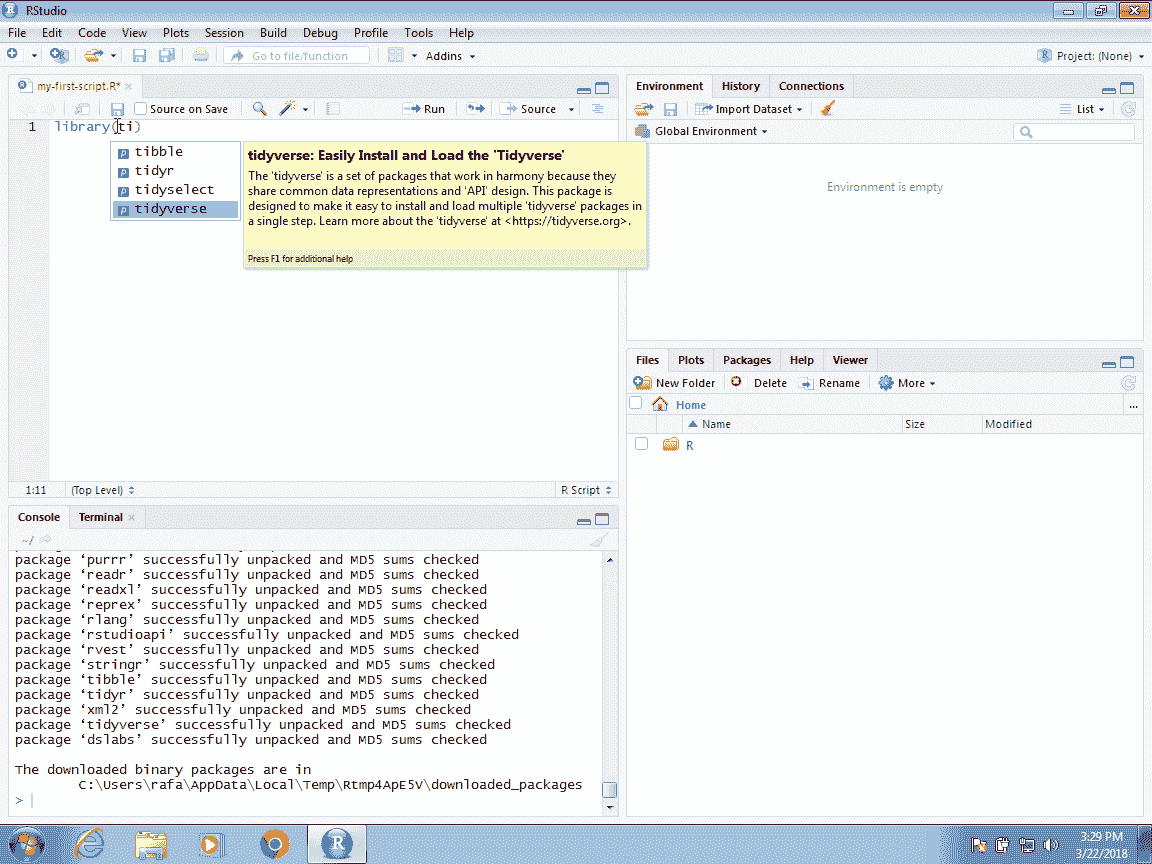 RStudio
File Edit Code View Plots Session Build Debug Profile Tools Help
Go to file/function Addins Project: (None)
my-first-script.R*
Source on Save Run Source
1 library(ti)
tibble
tidyr
tidyselect
tidyverse
tidyverse: Easily Install and Load the 'Tidyverse'
The 'tidyverse' is a set of packages that work in harmony because they
share common data representations and 'API' design. This package is
designed to make it easy to install and load multiple 'tidyverse' packages in
a single step. Learn more about the 'tidyverse' at <https://tidyverse.org>.
Press F1 for additional help
1:11 (Top Level) R Script
Console Terminal
~/
package ‘purrr’ successfully unpacked and MD5 sums checked
package ‘readr’ successfully unpacked and MD5 sums checked
package ‘readxl’ successfully unpacked and MD5 sums checked
package ‘reprex’ successfully unpacked and MD5 sums checked
package ‘rlang’ successfully unpacked and MD5 sums checked
package ‘rstudioapi’ successfully unpacked and MD5 sums checked
package ‘rvest’ successfully unpacked and MD5 sums checked
package ‘stringr’ successfully unpacked and MD5 sums checked
package ‘tibble’ successfully unpacked and MD5 sums checked
package ‘tidyr’ successfully unpacked and MD5 sums checked
package ‘xml2’ successfully unpacked and MD5 sums checked
package ‘tidyverse’ successfully unpacked and MD5 sums checked
package ‘dslabs’ successfully unpacked and MD5 sums checked
The downloaded binary packages are in
C:\Users\rafa\AppData\Local\Temp\Rtmp4ApE5V\downloaded_packages
>
Environment History Connections
Import Dataset List
Global Environment
Environment is empty
Files Plots Packages Help Viewer
New Folder Delete Rename More
Home ...
Name Size Modified
R
3:29 PM
3/22/2018